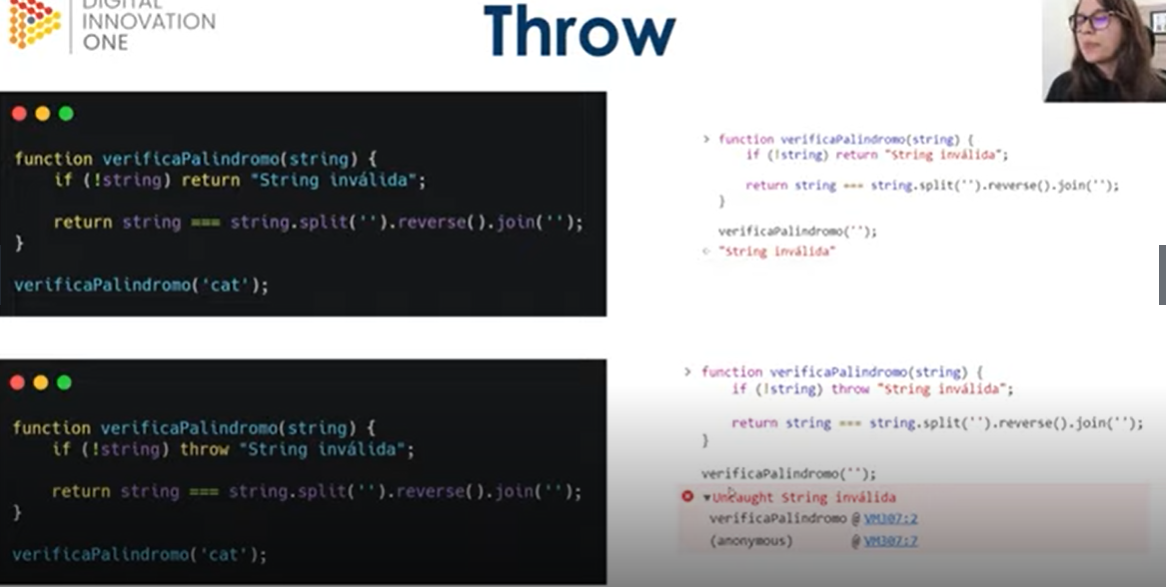 DIGITAL
INNOVATION
ONE
Throw
function verificaPalindromo(string) {
if (!string) return "String inválida";
return string === string.split('').reverse().join('');
}
verificaPalindromo('cat');
> function verificaPalindromo(string) {
if (!string) return "String inválida";
return string === string.split('').reverse().join('');
}
verificaPalindromo('');
< "String inválida"
function verificaPalindromo(string) {
if (!string) throw "String inválida";
return string === string.split('').reverse().join('');
}
verificaPalindromo('cat');
> function verificaPalindromo(string) {
if (!string) throw "String inválida";
return string === string.split('').reverse().join('');
}
verificaPalindromo('');
▼Uncaught String inválida
verificaPalindromo @ VM307:2
(anonymous) @ VM307:7